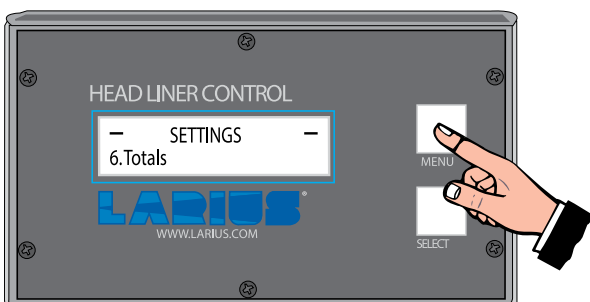 HEAD LINER CONTROL
– SETTINGS –
6.Totals
MENU
LARIUS®
WWW.LARIUS.COM
SELECT